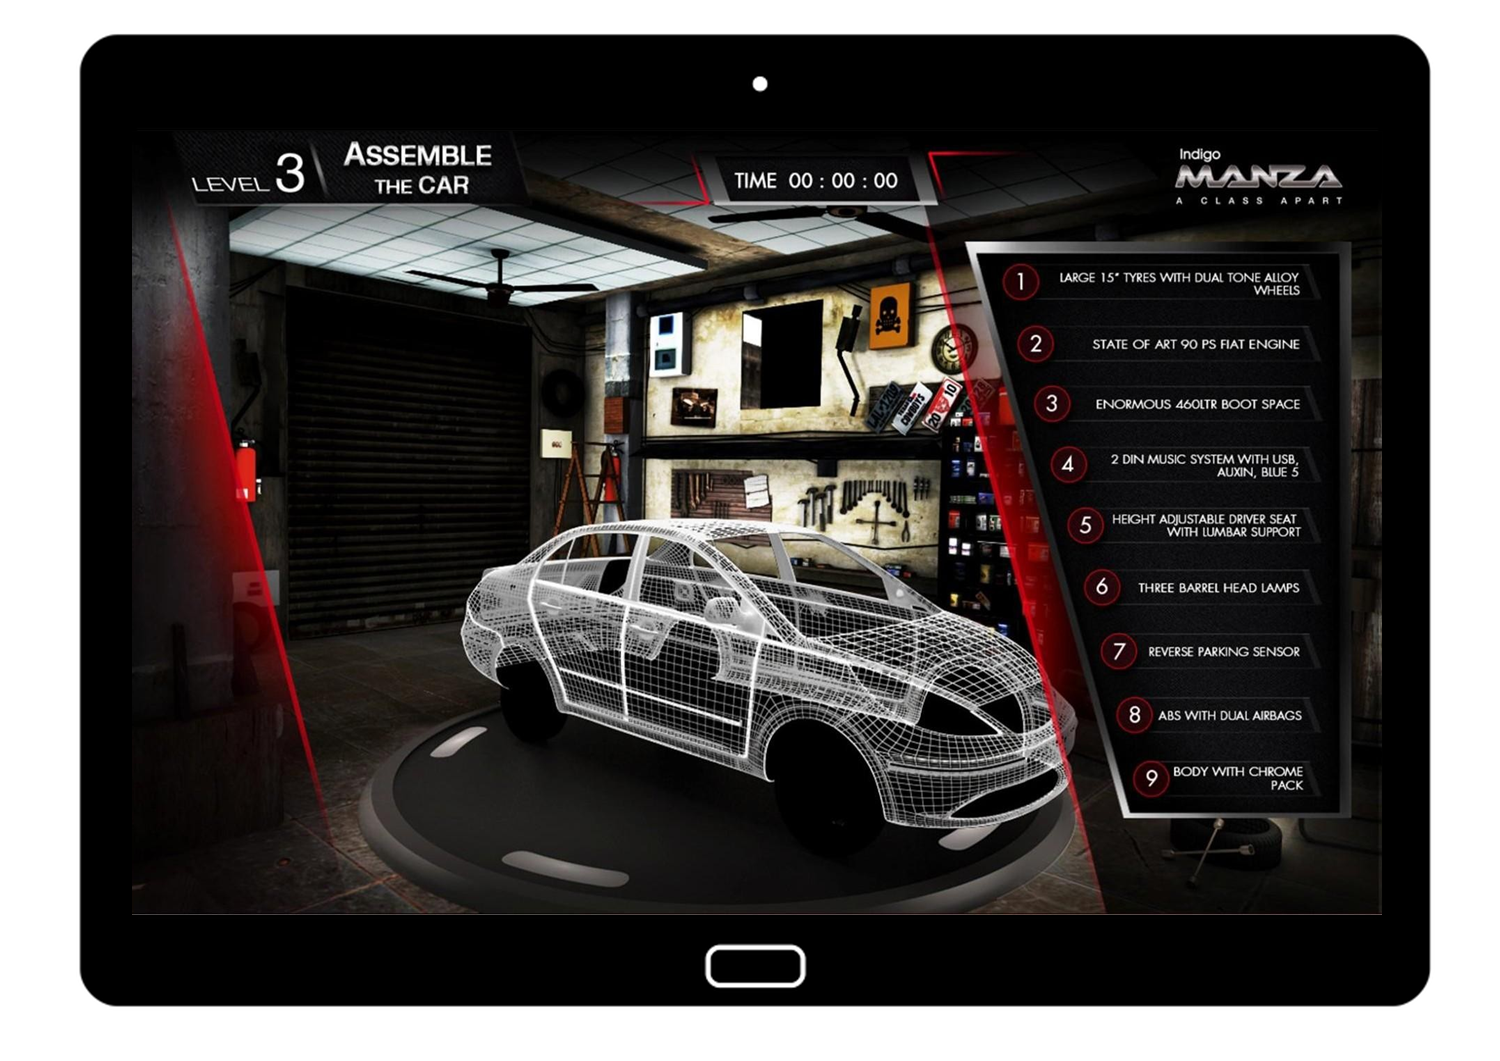 LEVEL 3
ASSEMBLE
THE CAR
TIME 00 : 00 : 00
Indigo
MANZA
A CLASS APART
1
LARGE 15" TYRES WITH DUAL TONE ALLOY
WHEELS
2
STATE OF ART 90 PS FIAT ENGINE
3
ENORMOUS 460LTR BOOT SPACE
4
2 DIN MUSIC SYSTEM WITH USB,
AUXIN, BLUE 5
5
HEIGHT ADJUSTABLE DRIVER SEAT
WITH LUMBAR SUPPORT
6
THREE BARREL HEAD LAMPS
7
REVERSE PARKING SENSOR
8
ABS WITH DUAL AIRBAGS
9
BODY WITH CHROME
PACK